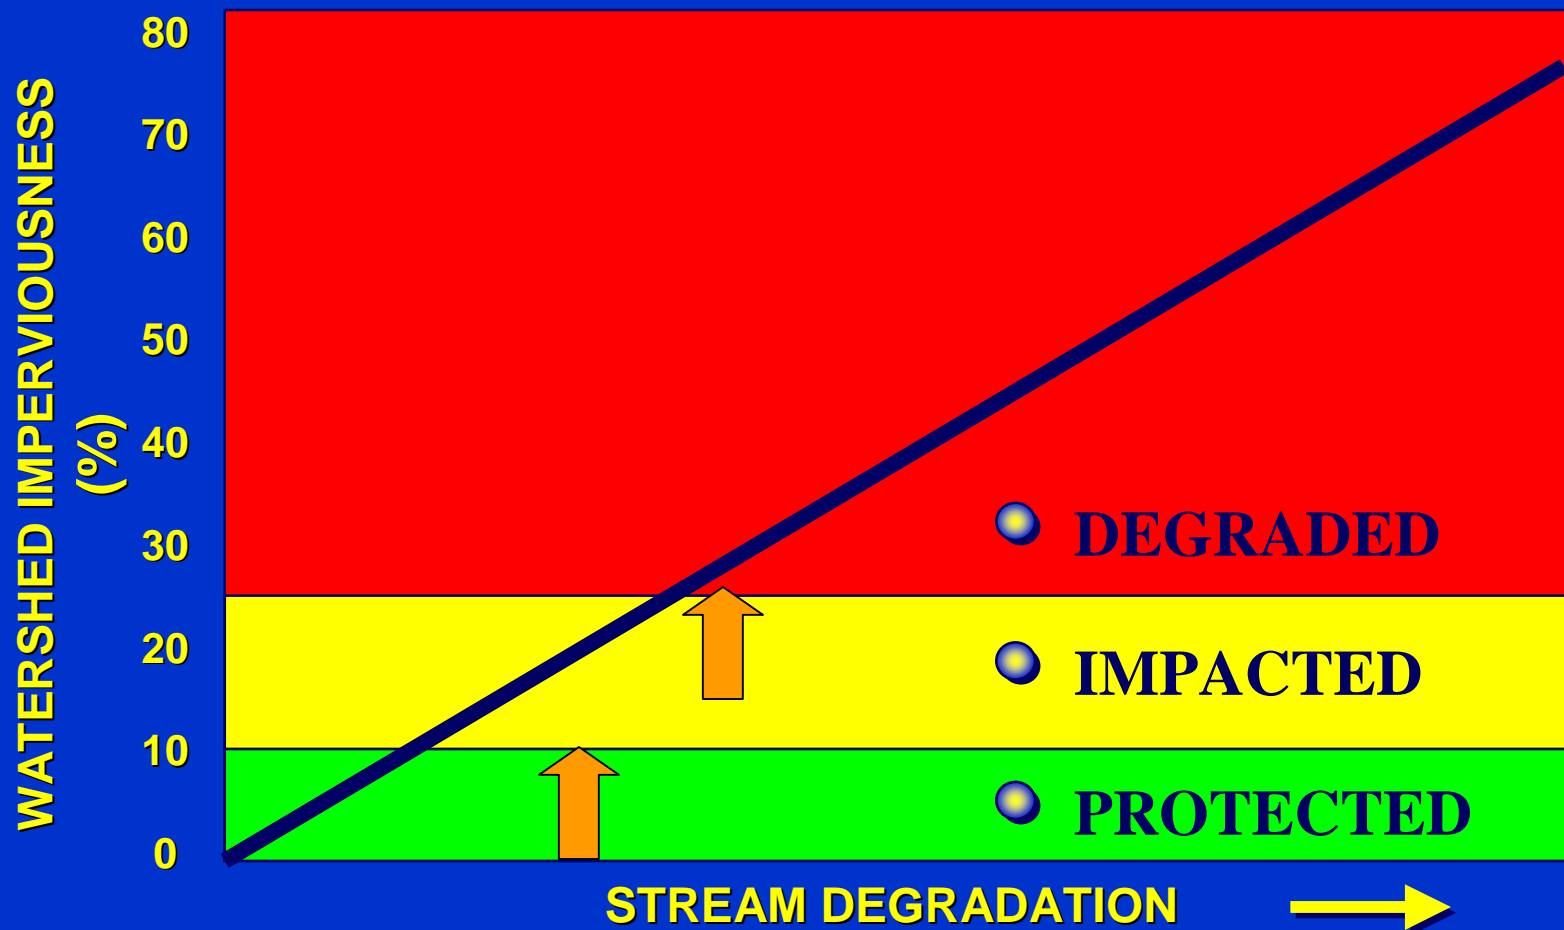 WATERSHED IMPERVIOUSNESS
(%)
80
70
60
50
40
30
20
10
0
DEGRADED
IMPACTED
PROTECTED
STREAM DEGRADATION